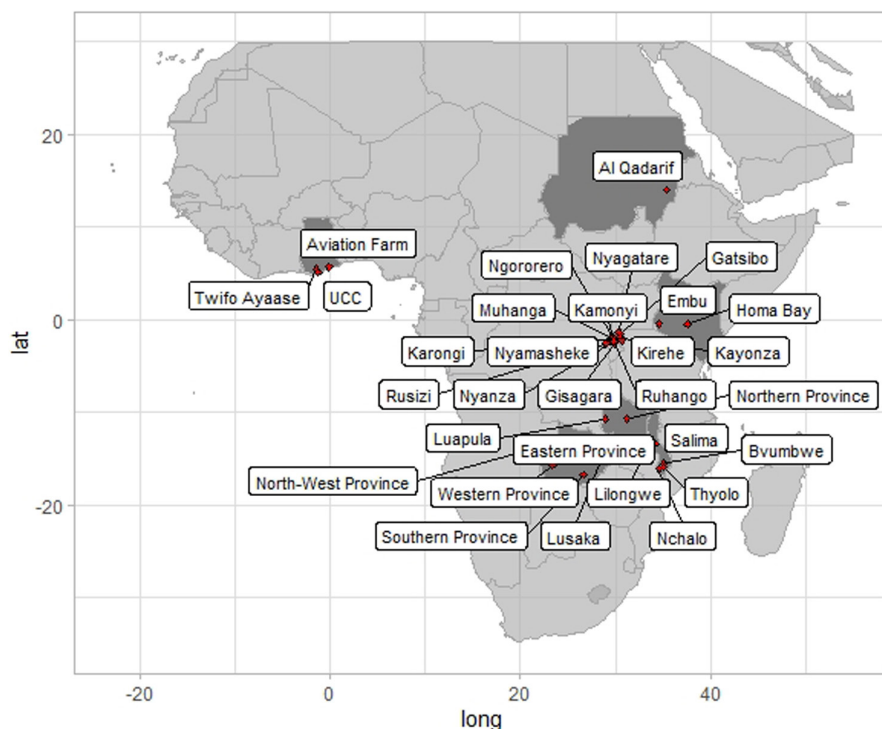 20
0
-20
lat
Al Qadarif
Aviation Farm
Twifo Ayaase
UCC
Ngororero
Nyagatare
Gatsibo
Muhanga
Kamonyi
Embu
Homa Bay
Karongi
Nyamasheke
Kirehe
Kayonza
Rusizi
Nyanza
Gisagara
Ruhango
Northern Province
Luapula
Eastern Province
Salima
Bvumbwe
North-West Province
Western Province
Lilongwe
Thyolo
Southern Province
Lusaka
Nchalo
-20
0
20
40
long